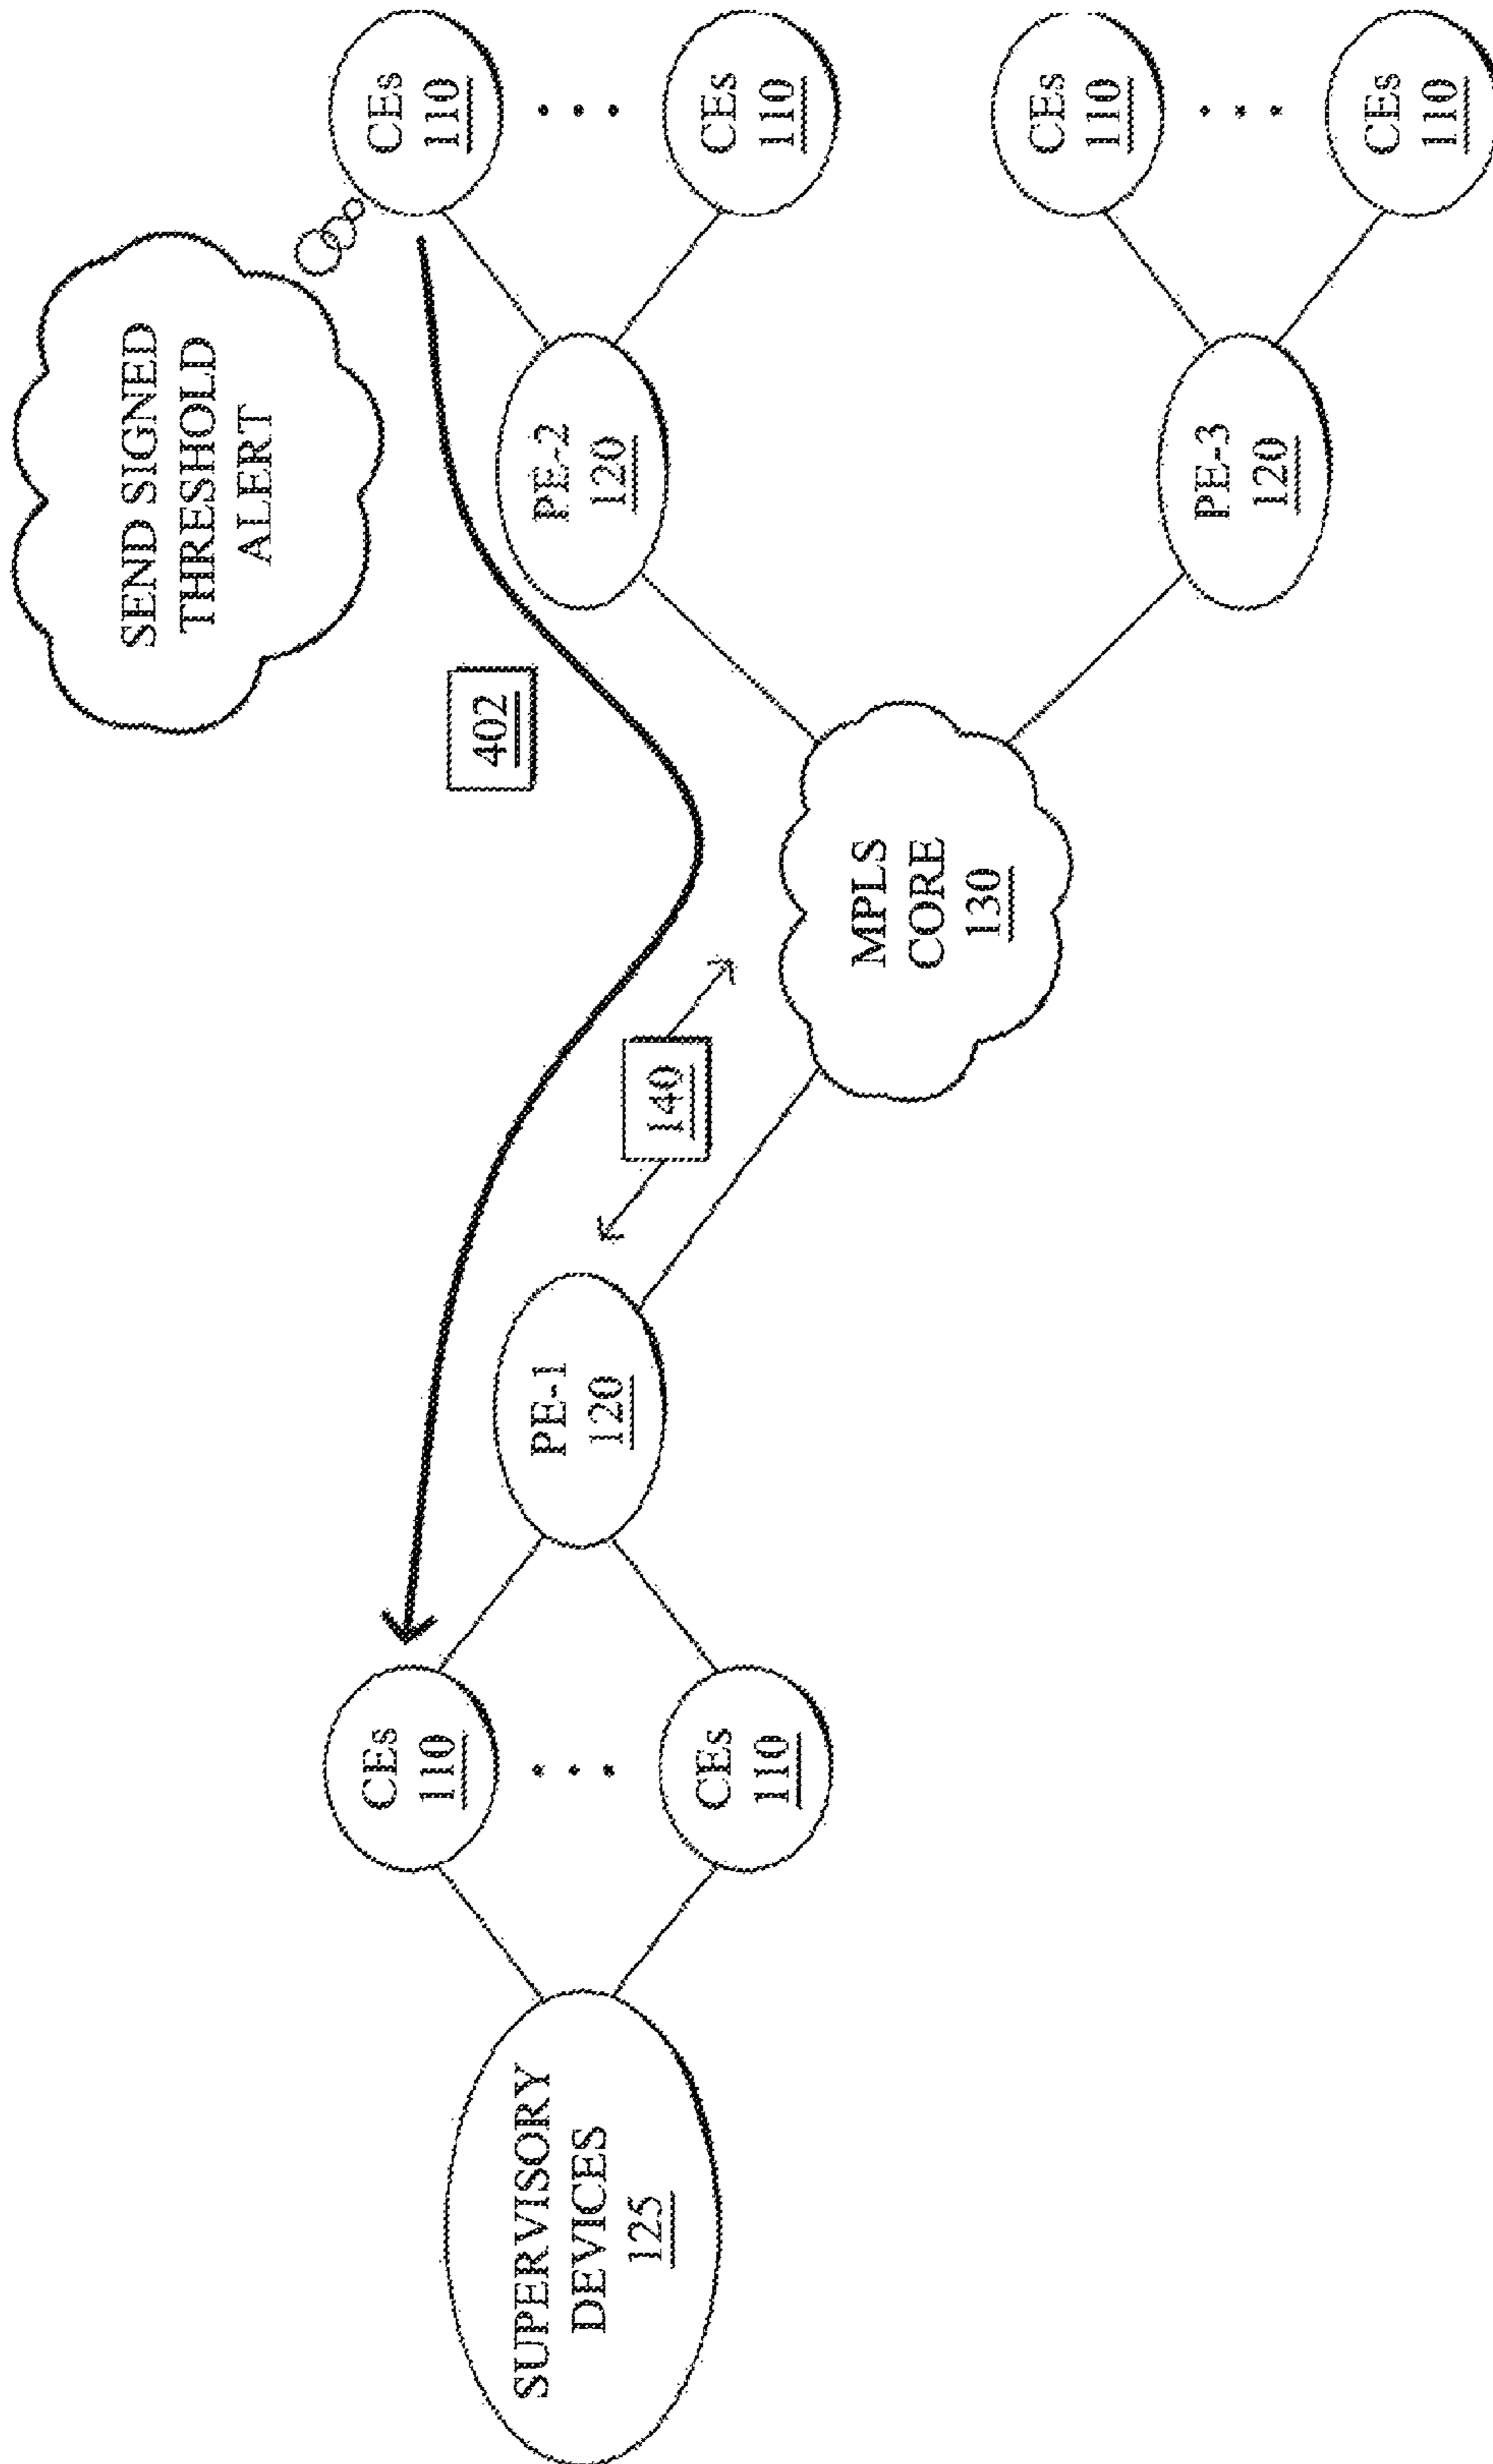 SEND SIGNED
THRESHOLD
ALERT
402
140
SUPERVISORY
DEVICES
125
CEs
110
CEs
110
PE-1
120
MPLS
CORE
130
PE-2
120
PE-3
120
CEs
110
CEs
110
CEs
110
CEs
110